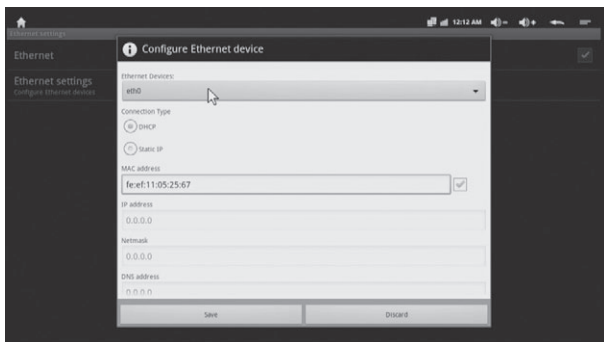 12:12 AM
Ethernet settings
Ethernet
Ethernet settings
Configure Ethernet devices
Configure Ethernet device
Ethernet Devices:
eth0
Connection Type
DHCP
Static IP
MAC address
fe:ef:11:05:25:67
IP address
0.0.0.0
Netmask
0.0.0.0
DNS address
0.0.0.0
Save
Discard